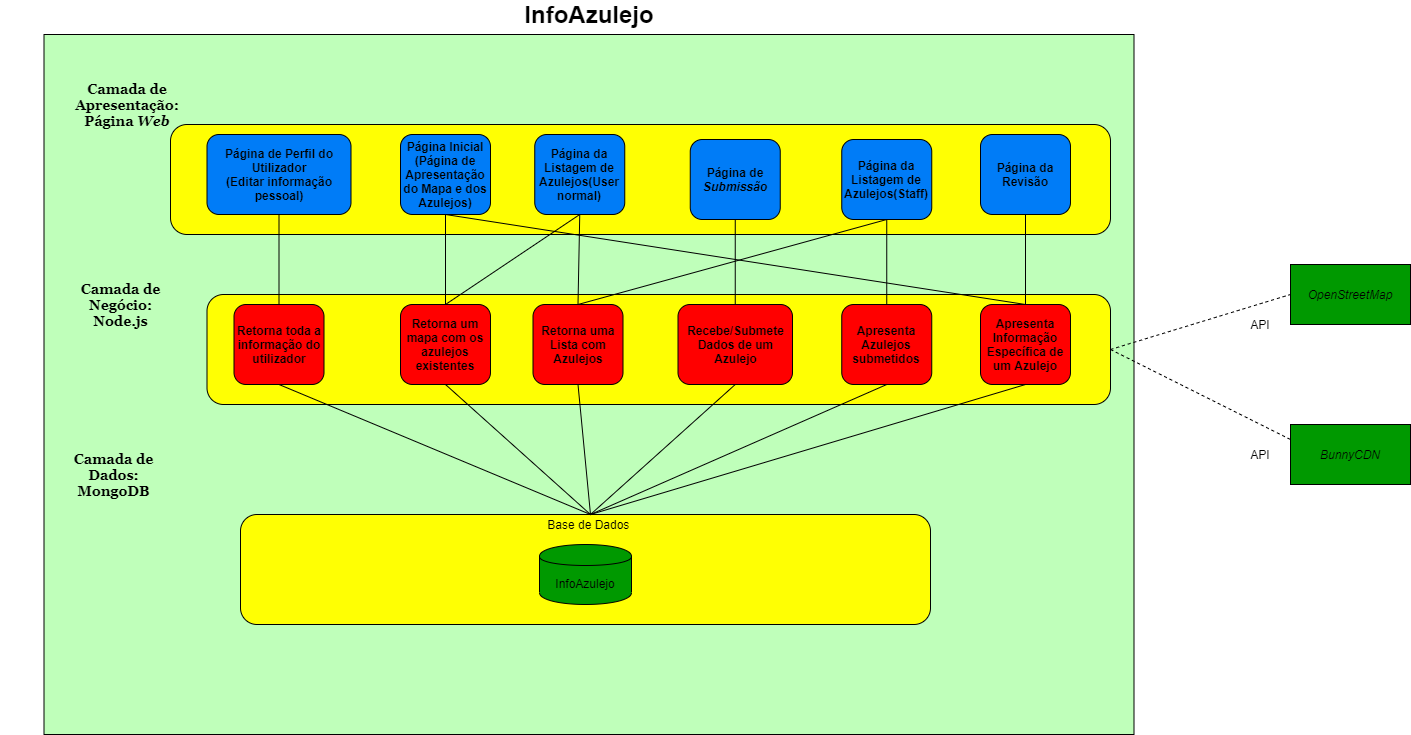 InfoAzulejo
Camada de
Apresentação:
Página Web
Página de Perfil do
Utilizador
(Editar informação
pessoal)
Página Inicial
(Página de
Apresentação
do Mapa e dos
Azulejos)
Página da
Listagem de
Azulejos(User
normal)
Página de
Submissão
Página da
Listagem de
Azulejos(Staff)
Página da
Revisão
Camada de
Negócio:
Node.js
Retorna toda a
informação do
utilizador
Retorna um
mapa com os
azulejos
existentes
Retorna uma
Lista com
Azulejos
Recebe/Submete
Dados de um
Azulejo
Apresenta
Azulejos
submetidos
Apresenta
Informação
Específica de
um Azulejo
OpenStreetMap
API
API
BunnyCDN
Camada de
Dados:
MongoDB
Base de Dados
InfoAzulejo